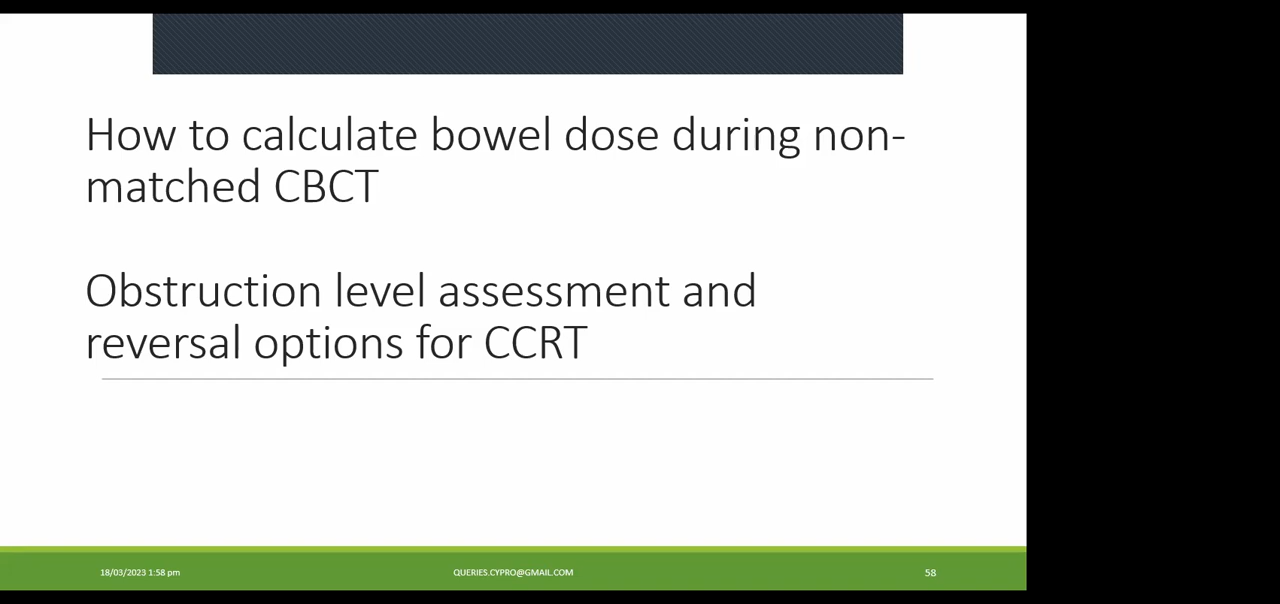 How to calculate bowel dose during non-
matched CBCT
Obstruction level assessment and
reversal options for CCRT
18/03/2023 1:58 pm
QUERIES.CYPRO@GMAIL.COM
58